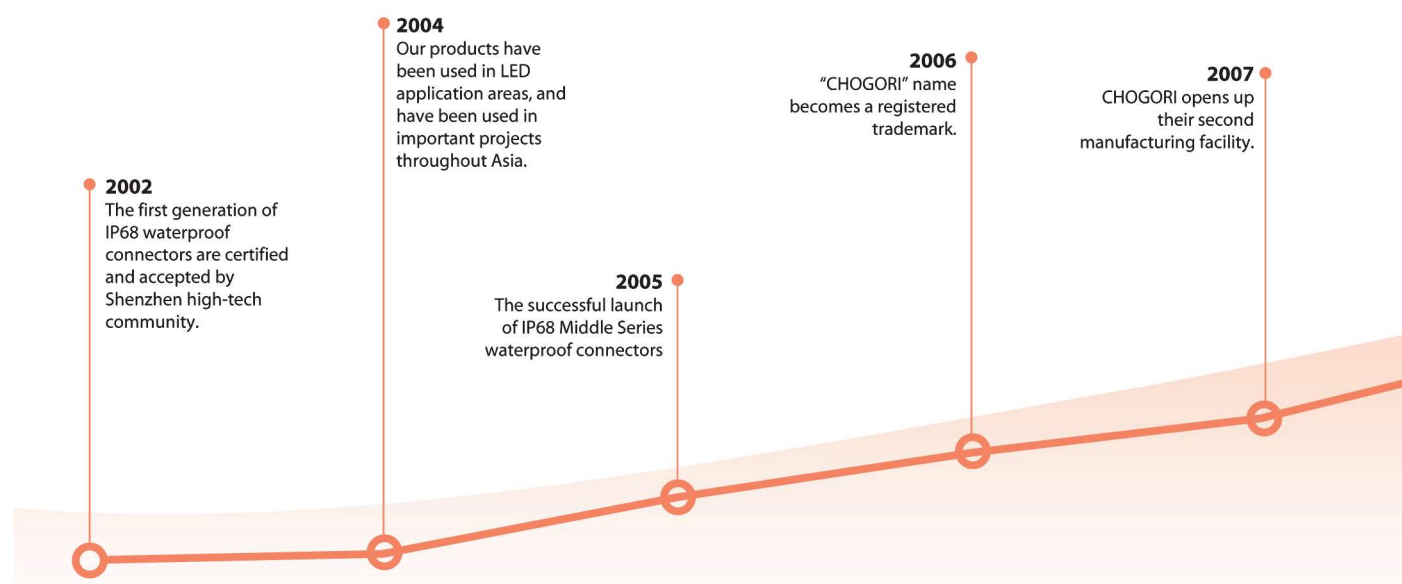 2002
The first generation of
IP68 waterproof
connectors are certified
and accepted by
Shenzhen high-tech
community.
2004
Our products have
been used in LED
application areas, and
have been used in
important projects
throughout Asia.
2005
The successful launch
of IP68 Middle Series
waterproof connectors
2006
“CHOGORI” name
becomes a registered
trademark.
2007
CHOGORI opens up
their second
manufacturing facility.